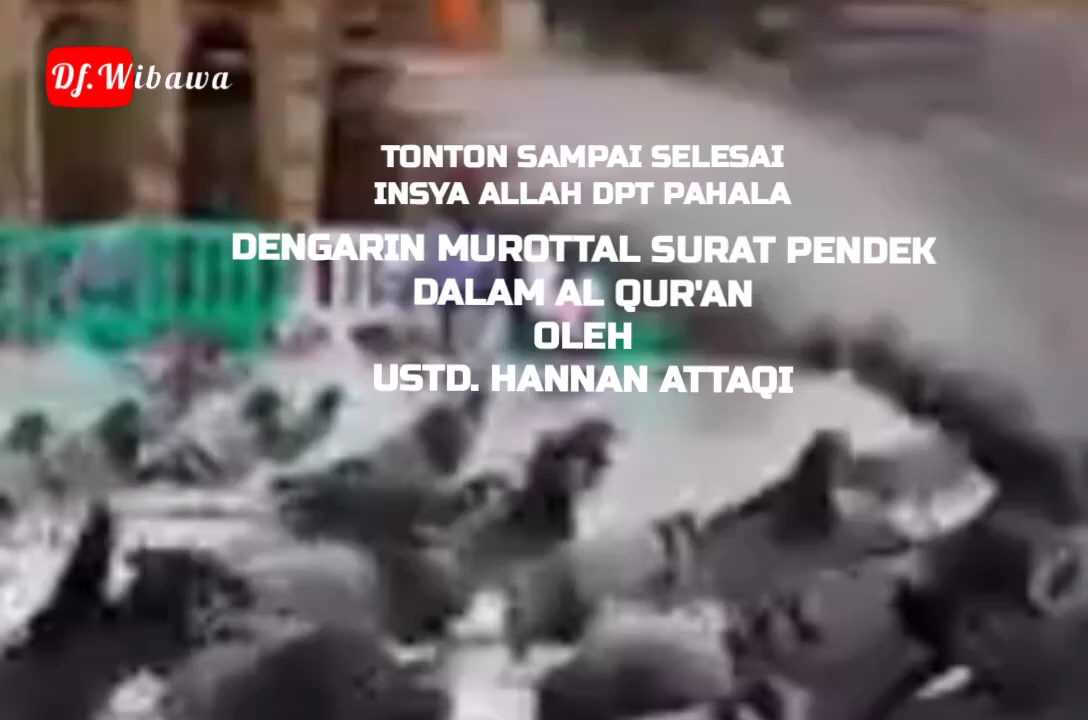 Df.Wibawa
TONTON SAMPAI SELESAI
INSYA ALLAH DPT PAHALA
DENGARIN MUROTTAL SURAT PENDEK
DALAM AL QUR'AN
OLEH
USTD. HANNAN ATTAQI